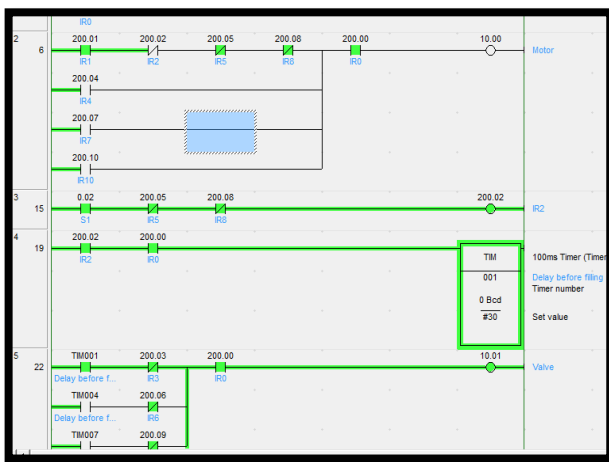 IR0
2 200.01 200.02 200.05 200.08 200.00 10.00
6 Motor
IR1 IR2 IR5 IR8 IR0
200.04
IR4
200.07
IR7
200.10
IR10
3 0.02 200.05 200.08 200.02
15 IR2
S1 IR5 IR8
4 200.02 200.00
19
IR2 IR0
TIM 100ms Timer (Timer
001 Delay before filling
Timer number
0 Bcd
#30 Set value
5 TIM001 200.03 200.00 10.01
22 Valve
Delay before f... IR3 IR0
TIM004 200.06
Delay before f... IR6
TIM007 200.09